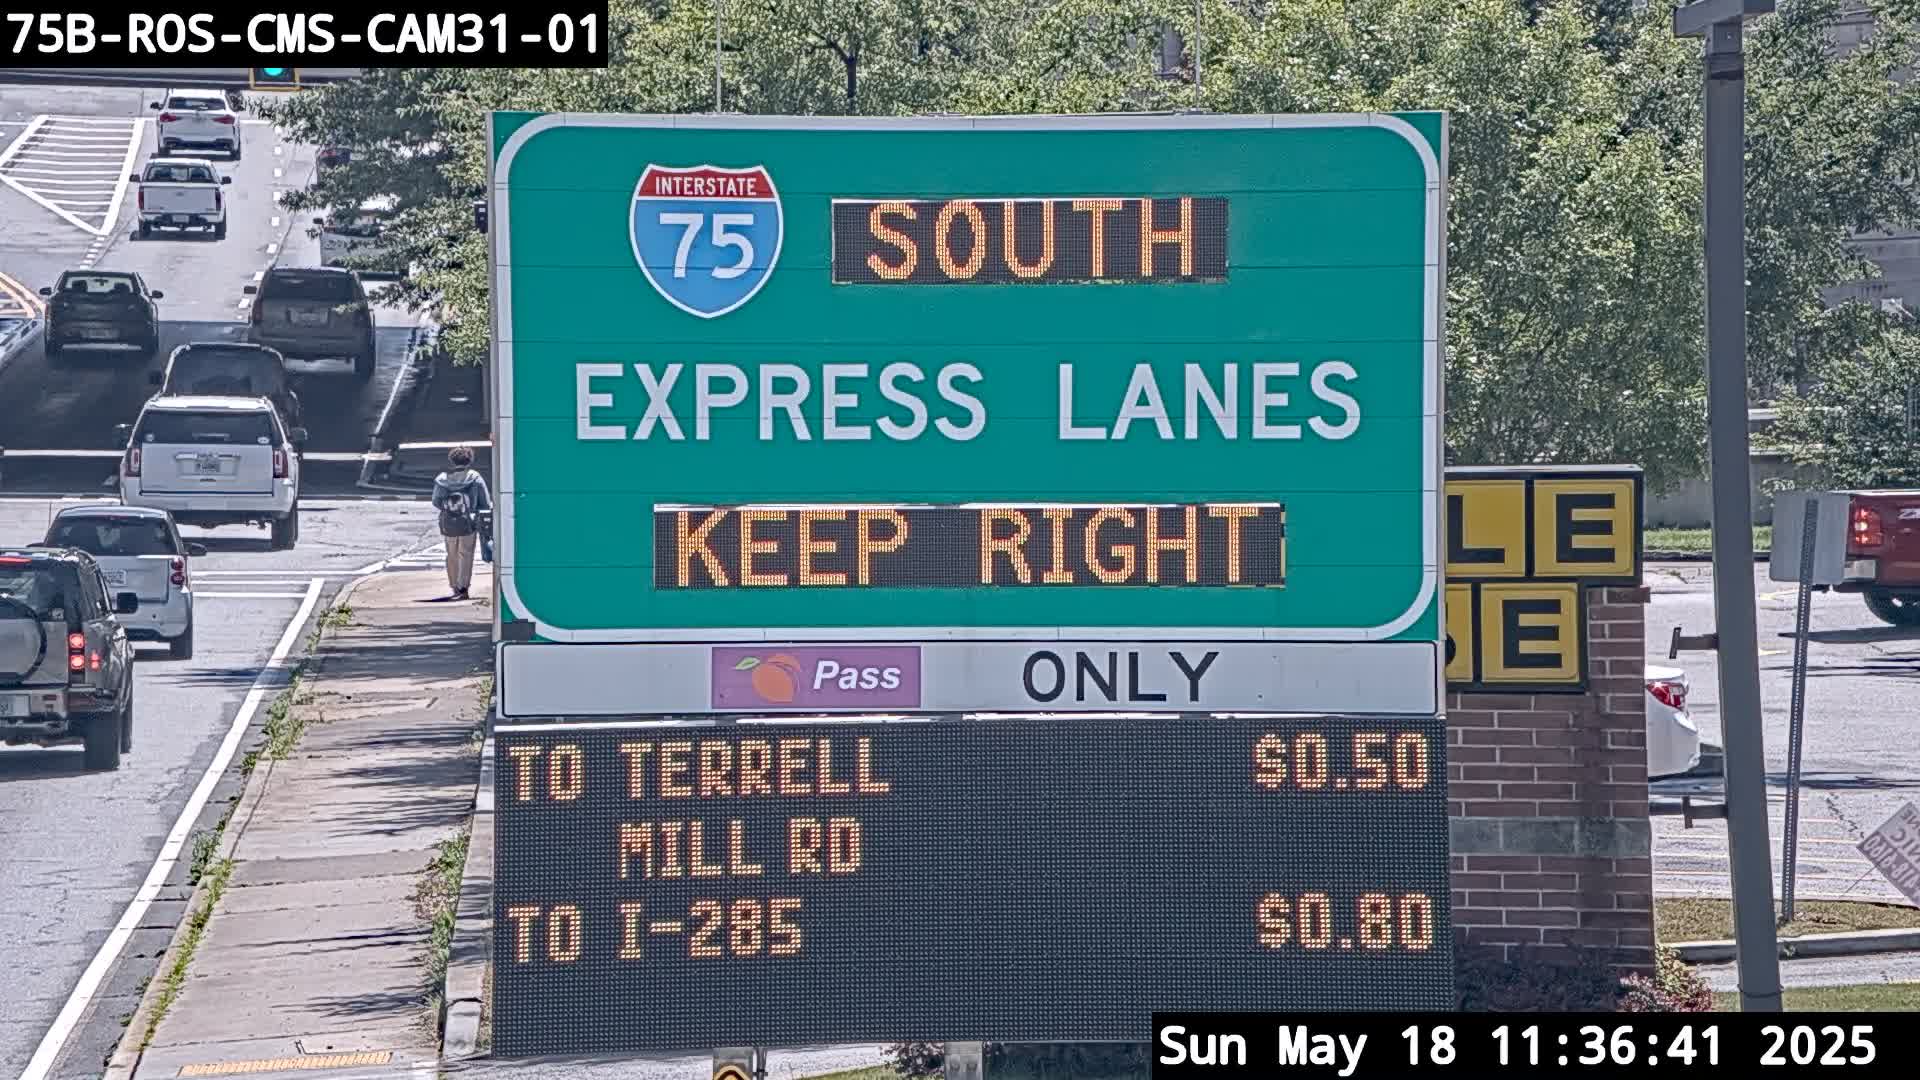 75B-ROS-CMS-CAM31-01
INTERSTATE
75
SOUTH
EXPRESS LANES
KEEP RIGHT
Pass ONLY
TO TERRELL $0.50
MILL RD
TO I-285 $0.80
LE
E
Sun May 18 11:36:41 2025